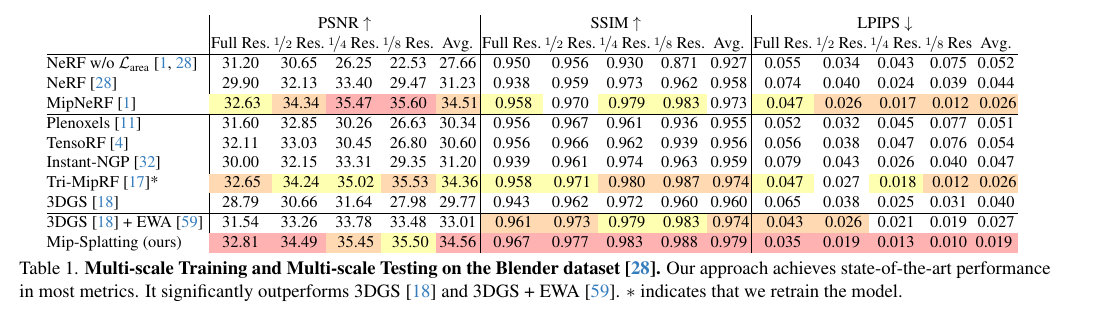 PSNR ↑ SSIM ↑ LPIPS ↓
Full Res. 1/2 Res. 1/4 Res. 1/8 Res. Avg. Full Res. 1/2 Res. 1/4 Res. 1/8 Res. Avg. Full Res. 1/2 Res. 1/4 Res. 1/8 Res Avg.
NeRF w/o ℒarea [1, 28] 31.20 30.65 26.25 22.53 27.66 0.950 0.956 0.930 0.871 0.927 0.055 0.034 0.043 0.075 0.052
NeRF [28] 29.90 32.13 33.40 29.47 31.23 0.938 0.959 0.973 0.962 0.958 0.074 0.040 0.024 0.039 0.044
MipNeRF [1] 32.63 34.34 35.47 35.60 34.51 0.958 0.970 0.979 0.983 0.973 0.047 0.026 0.017 0.012 0.026
Plenoxels [11] 31.60 32.85 30.26 26.63 30.34 0.956 0.967 0.961 0.936 0.955 0.052 0.032 0.045 0.077 0.051
TensoRF [4] 32.11 33.03 30.45 26.80 30.60 0.956 0.966 0.962 0.939 0.956 0.056 0.038 0.047 0.076 0.054
Instant-NGP [32] 30.00 32.15 33.31 29.35 31.20 0.939 0.961 0.974 0.963 0.959 0.079 0.043 0.026 0.040 0.047
Tri-MipRF [17]* 32.65 34.24 35.02 35.53 34.36 0.958 0.971 0.980 0.987 0.974 0.047 0.027 0.018 0.012 0.026
3DGS [18] 28.79 30.66 31.64 27.98 29.77 0.943 0.962 0.972 0.960 0.960 0.065 0.038 0.025 0.031 0.040
3DGS [18] + EWA [59] 31.54 33.26 33.78 33.48 33.01 0.961 0.973 0.979 0.983 0.974 0.043 0.026 0.021 0.019 0.027
Mip-Splatting (ours) 32.81 34.49 35.45 35.50 34.56 0.967 0.977 0.983 0.988 0.979 0.035 0.019 0.013 0.010 0.019
Table 1. Multi-scale Training and Multi-scale Testing on the Blender dataset [28]. Our approach achieves state-of-the-art performance
in most metrics. It significantly outperforms 3DGS [18] and 3DGS + EWA [59]. ∗ indicates that we retrain the model.